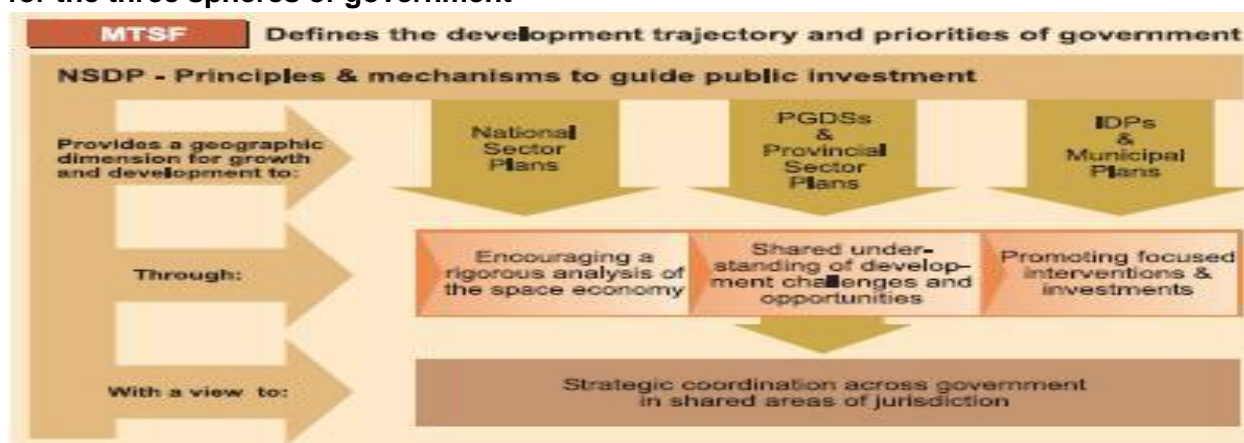 for the three spheres of government
MTSF
Defines the development trajectory and priorities of government
NSDP - Principles & mechanisms to guide public investment
Provides a geographic
dimension for growth
and development to:
National
Sector
Plans
PGDSs
&
Provincial
Sector
Plans
IDPs
&
Municipal
Plans
Through:
Encouraging a
rigorous analysis of
the space economy
Shared under-
standing of develop-
ment challenges and
opportunities
Promoting focused
interventions &
investments
With a view to:
Strategic coordination across government
in shared areas of jurisdiction